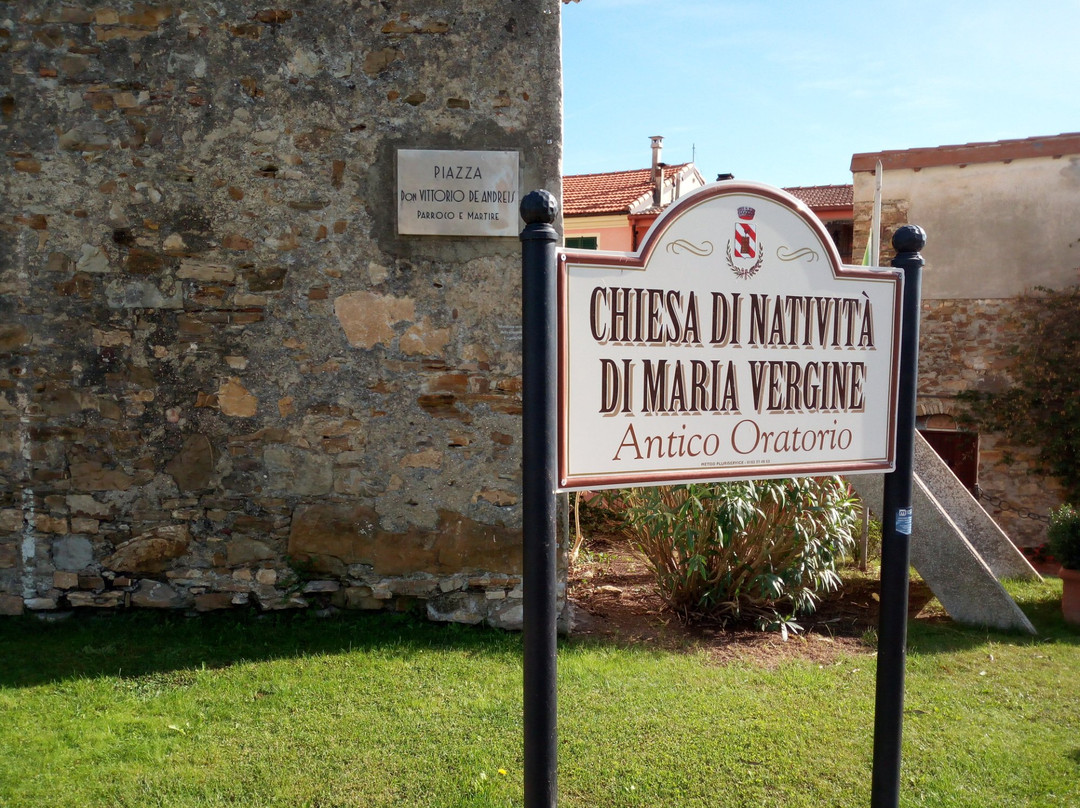 PIAZZA
DON VITTORIO DE ANDREIS
PARROCO E MARTIRE
CHIESA DI NATIVITÀ
DI MARIA VERGINE
Antico Oratorio